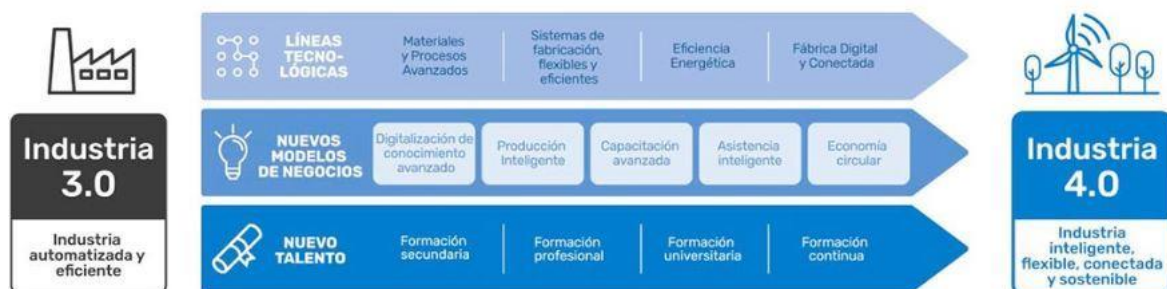 Industria
3.0
Industria
automatizada y
eficiente
LÍNEAS
TECNO-
LÓGICAS
Materiales
y Procesos
Avanzados
Sistemas de
fabricación,
flexibles y
eficientes
Eficiencia
Energética
Fábrica Digital
y Conectada
NUEVOS
MODELOS
DE NEGOCIOS
Digitalización de
conocimiento
avanzado
Producción
Inteligente
Capacitación
avanzada
Asistencia
inteligente
Economía
circular
NUEVO
TALENTO
Formación
secundaria
Formación
profesional
Formación
universitaria
Formación
contínua
Industria
4.0
Industria
inteligente,
flexible, conectada
y sostenible